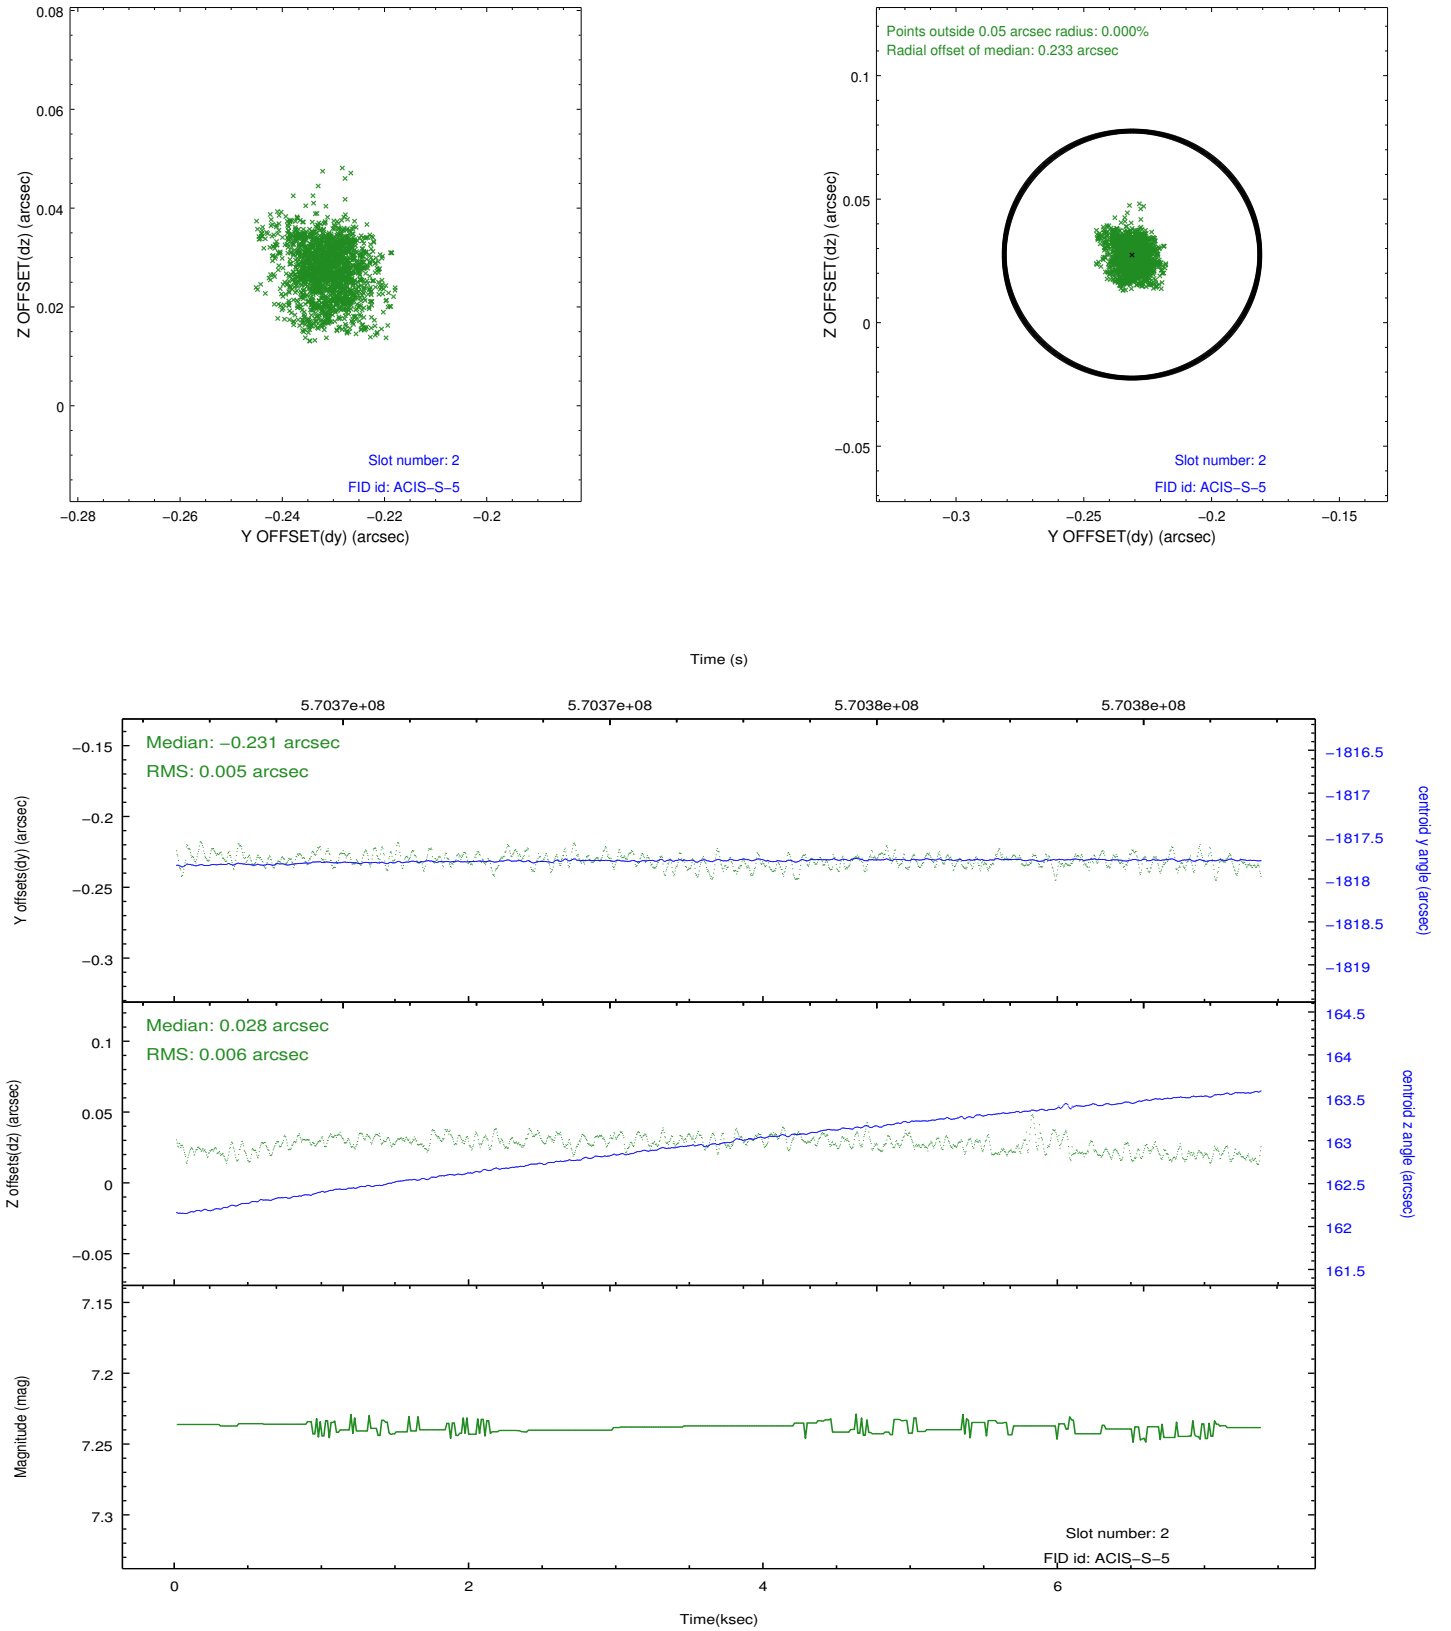 0.08
0.06
0.04
0.02
0
Z OFFSET(dz) (arcsec)
Slot number: 2
FID id: ACIS−S−5
−0.28 −0.26 −0.24 −0.22 −0.2
Y OFFSET(dy) (arcsec)
Points outside 0.05 arcsec radius: 0.000%
Radial offset of median: 0.233 arcsec
0.1
0.05
0
−0.05
Z OFFSET(dz) (arcsec)
Slot number: 2
FID id: ACIS−S−5
−0.3 −0.25 −0.2 −0.15
Y OFFSET(dy) (arcsec)
Time (s)
5.7037e+08 5.7037e+08 5.7038e+08 5.7038e+08
Median: −0.231 arcsec
RMS: 0.005 arcsec
−0.15
−0.2
−0.25
−0.3
Y offsets(dy) (arcsec)
−1816.5
−1817
−1817.5
−1818
−1818.5
−1819
centroid y angle (arcsec)
Median: 0.028 arcsec
RMS: 0.006 arcsec
0.1
0.05
0
−0.05
Z offsets(dz) (arcsec)
164.5
164
163.5
163
162.5
162
161.5
centroid z angle (arcsec)
7.15
7.2
7.25
7.3
Magnitude (mag)
Slot number: 2
FID id: ACIS−S−5
0 2 4 6
Time(ksec)